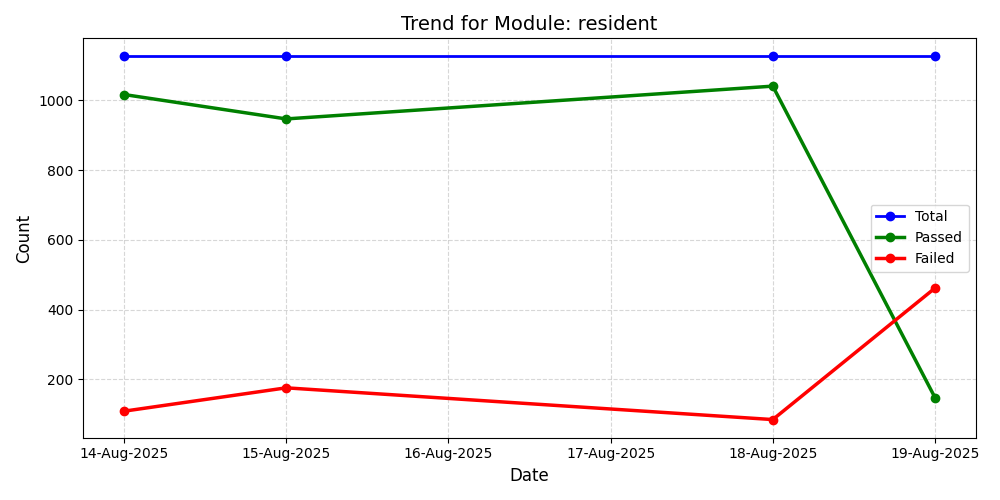 Trend for Module: resident
Count
1000
800
600
400
200
Total
Passed
Failed
14-Aug-2025 15-Aug-2025 16-Aug-2025 17-Aug-2025 18-Aug-2025 19-Aug-2025
Date